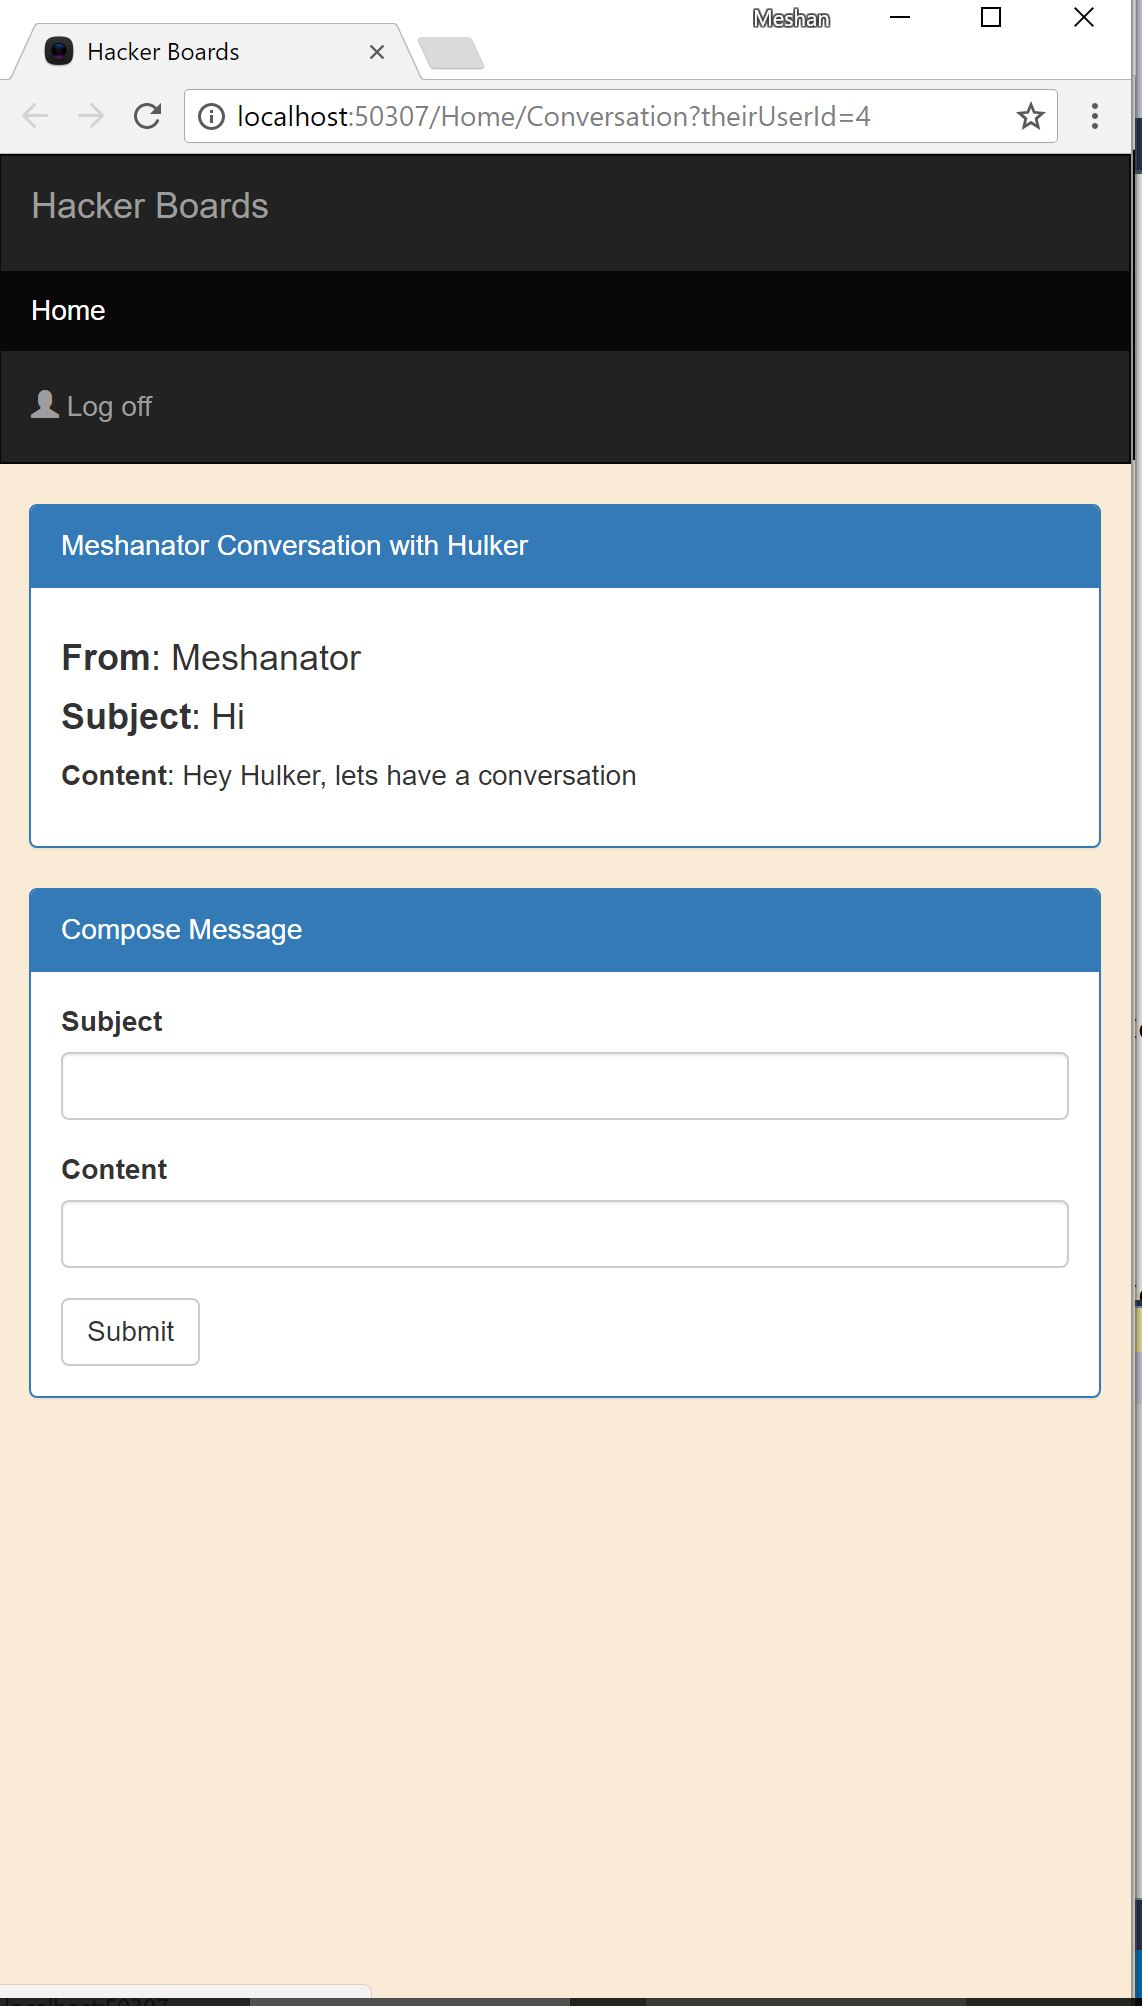 Meshan
Hacker Boards
localhost:50307/Home/Conversation?theirUserId=4
Hacker Boards
Home
Log off
Meshanator Conversation with Hulker
From: Meshanator
Subject: Hi
Content: Hey Hulker, lets have a conversation
Compose Message
Subject
Content
Submit